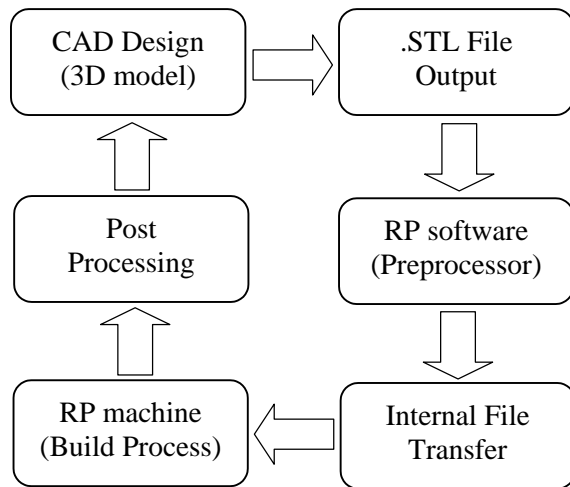 CAD Design
(3D model)
.STL File
Output
Post
Processing
RP software
(Preprocessor)
RP machine
(Build Process)
Internal File
Transfer